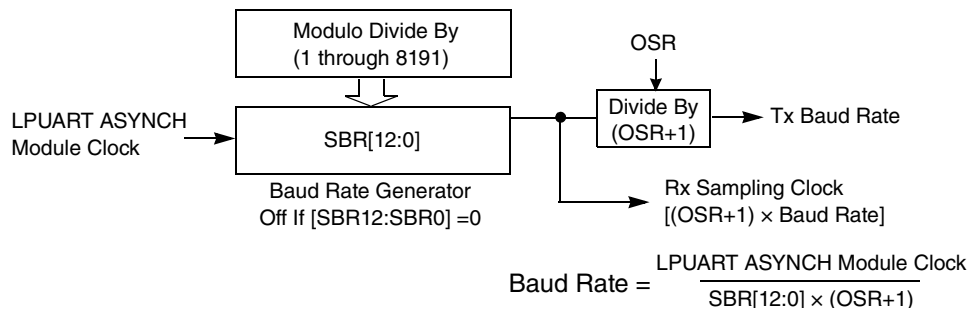 Modulo Divide By
(1 through 8191)
OSR
LPUART ASYNCH
Module Clock
SBR[12:0]
Divide By
(OSR+1)
Tx Baud Rate
Baud Rate Generator
Off If [SBR12:SBR0] =0
Rx Sampling Clock
[(OSR+1) × Baud Rate]
Baud Rate = LPUART ASYNCH Module Clock
SBR[12:0] × (OSR+1)